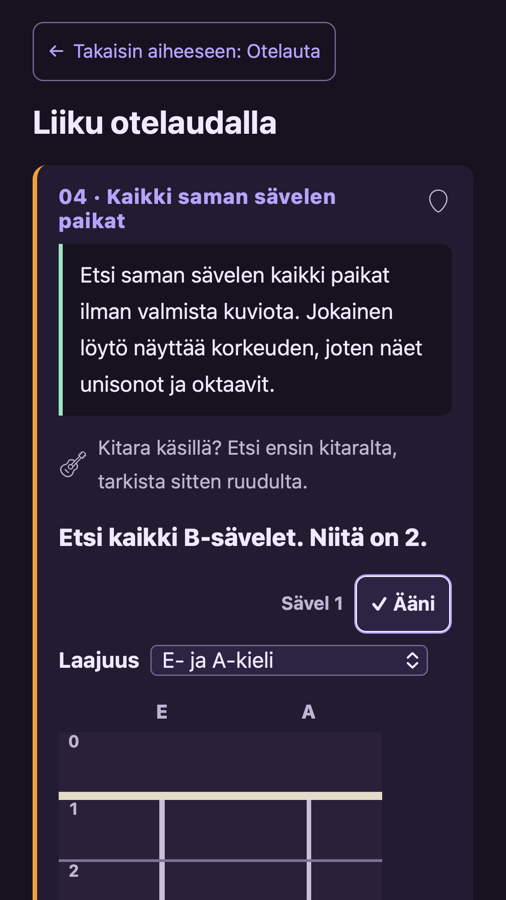 ← Takaisin aiheeseen: Otelauta
Liiku otelaudalla
04 · Kaikki saman sävelen
paikat
Etsi saman sävelen kaikki paikat
ilman valmista kuviota. Jokainen
löytö näyttää korkeuden, joten näet
unisonot ja oktaavit.
Kitara käsillä? Etsi ensin kitaralta,
tarkista sitten ruudulta.
Etsi kaikki B-sävelet. Niitä on 2.
Sävel 1 ✓ Ääni
Laajuus E- ja A-kieli
E A
0
1
2